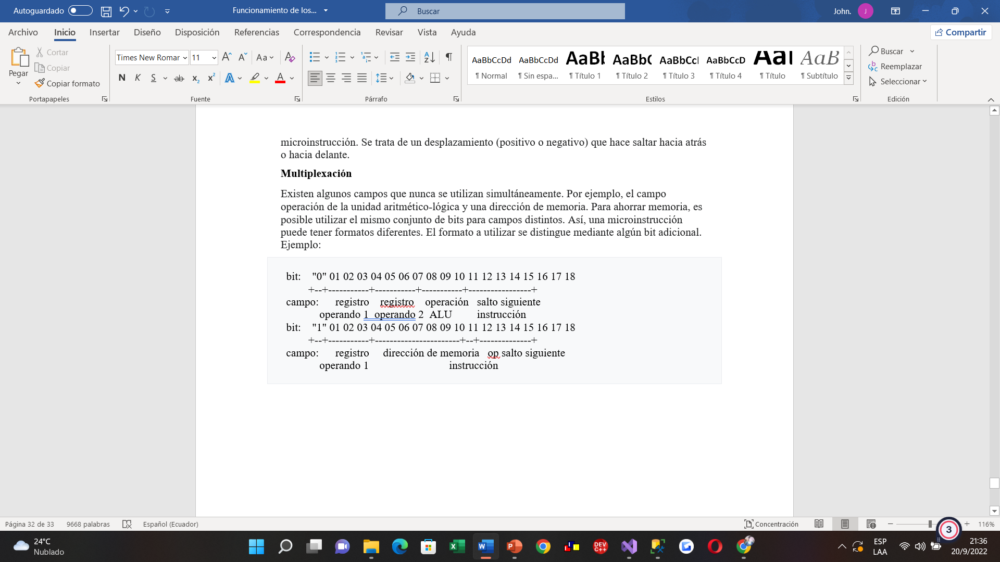 Autoguardado
Funcionamiento de los...
Buscar
John.
J
Archivo Inicio Insertar Diseño Disposición Referencias Correspondencia Revisar Vista Ayuda
Compartir
Pegar
Cortar
Copiar
Copiar formato
Portapapeles
Times New Romar 11
Fuente
Párrafo
AaBbCcDd AaBbCcDd AaBb AaBbC AaBbCcI AaBbCcD AaI AaB
¶ Normal ¶ Sin espa... ¶ Título 1 ¶ Título 2 ¶ Título 3 ¶ Título 4 ¶ Título ¶ Subtítulo
Estilos
Buscar
Reemplazar
Seleccionar
Edición
microinstrucción. Se trata de un desplazamiento (positivo o negativo) que hace saltar hacia atrás
o hacia delante.
Multiplexación
Existen algunos campos que nunca se utilizan simultáneamente. Por ejemplo, el campo
operación de la unidad aritmético-lógica y una dirección de memoria. Para ahorrar memoria, es
posible utilizar el mismo conjunto de bits para campos distintos. Así, una microinstrucción
puede tener formatos diferentes. El formato a utilizar se distingue mediante algún bit adicional.
Ejemplo:
bit: "0" 01 02 03 04 05 06 07 08 09 10 11 12 13 14 15 16 17 18
+--+-----------+-----------+-----------+-----------------+
campo: registro registro operación salto siguiente
operando 1 operando 2 ALU instrucción
bit: "1" 01 02 03 04 05 06 07 08 09 10 11 12 13 14 15 16 17 18
+--+-----------+-----------------------+--+--------------+
campo: registro dirección de memoria op salto siguiente
operando 1 instrucción
Página 32 de 33 9668 palabras Español (Ecuador)
Concentración
116%
3
24°C
Nublado
DEV
C++
ESP
LAA
21:36
20/9/2022